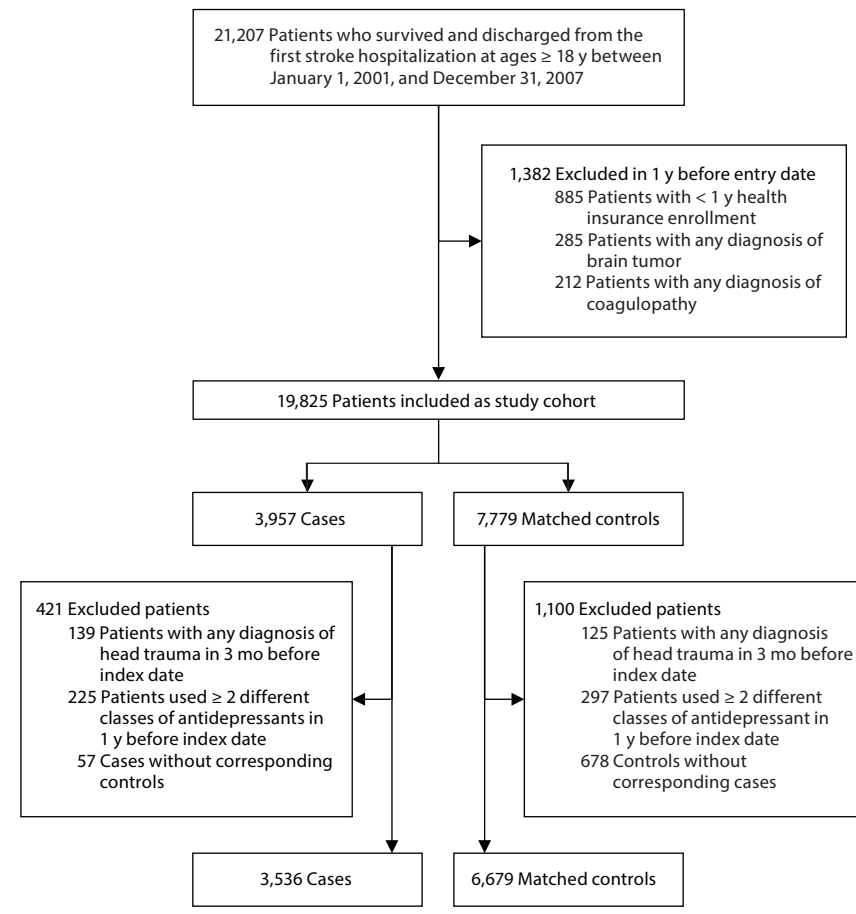 21,207 Patients who survived and discharged from the
first stroke hospitalization at ages ≥ 18 y between
January 1, 2001, and December 31, 2007
1,382 Excluded in 1 y before entry date
885 Patients with < 1 y health
insurance enrollment
285 Patients with any diagnosis of
brain tumor
212 Patients with any diagnosis of
coagulopathy
19,825 Patients included as study cohort
3,957 Cases
7,779 Matched controls
421 Excluded patients
139 Patients with any diagnosis of
head trauma in 3 mo before
index date
225 Patients used ≥ 2 different
classes of antidepressants in
1 y before index date
57 Cases without corresponding
controls
1,100 Excluded patients
125 Patients with any diagnosis
of head trauma in 3 mo before
index date
297 Patients used ≥ 2 different
classes of antidepressant in
1 y before index date
678 Controls without
corresponding cases
3,536 Cases
6,679 Matched controls